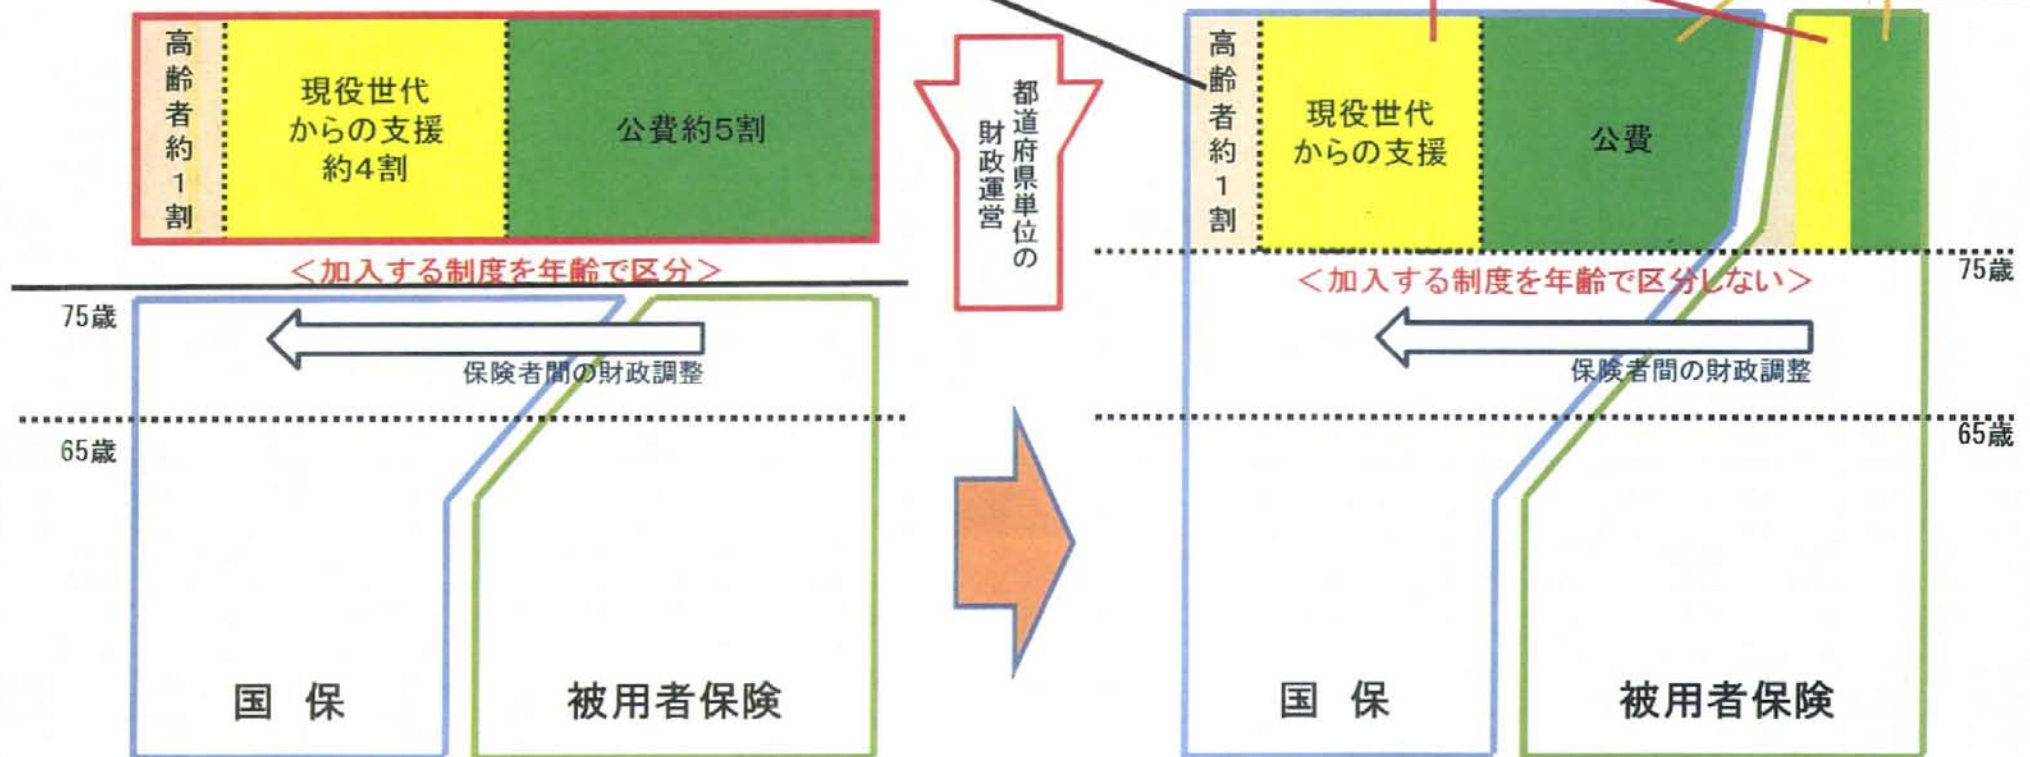 高齢者約1割
現役世代
からの支援
約4割
公費約5割
<加入する制度を年齢で区分>
75歳
保険者間の財政調整
65歳
国 保
被用者保険
都道府県単位の
財政運営
高齢者約1割
現役世代
からの支援
公費
75歳
<加入する制度を年齢で区分しない>
保険者間の財政調整
65歳
国 保
被用者保険